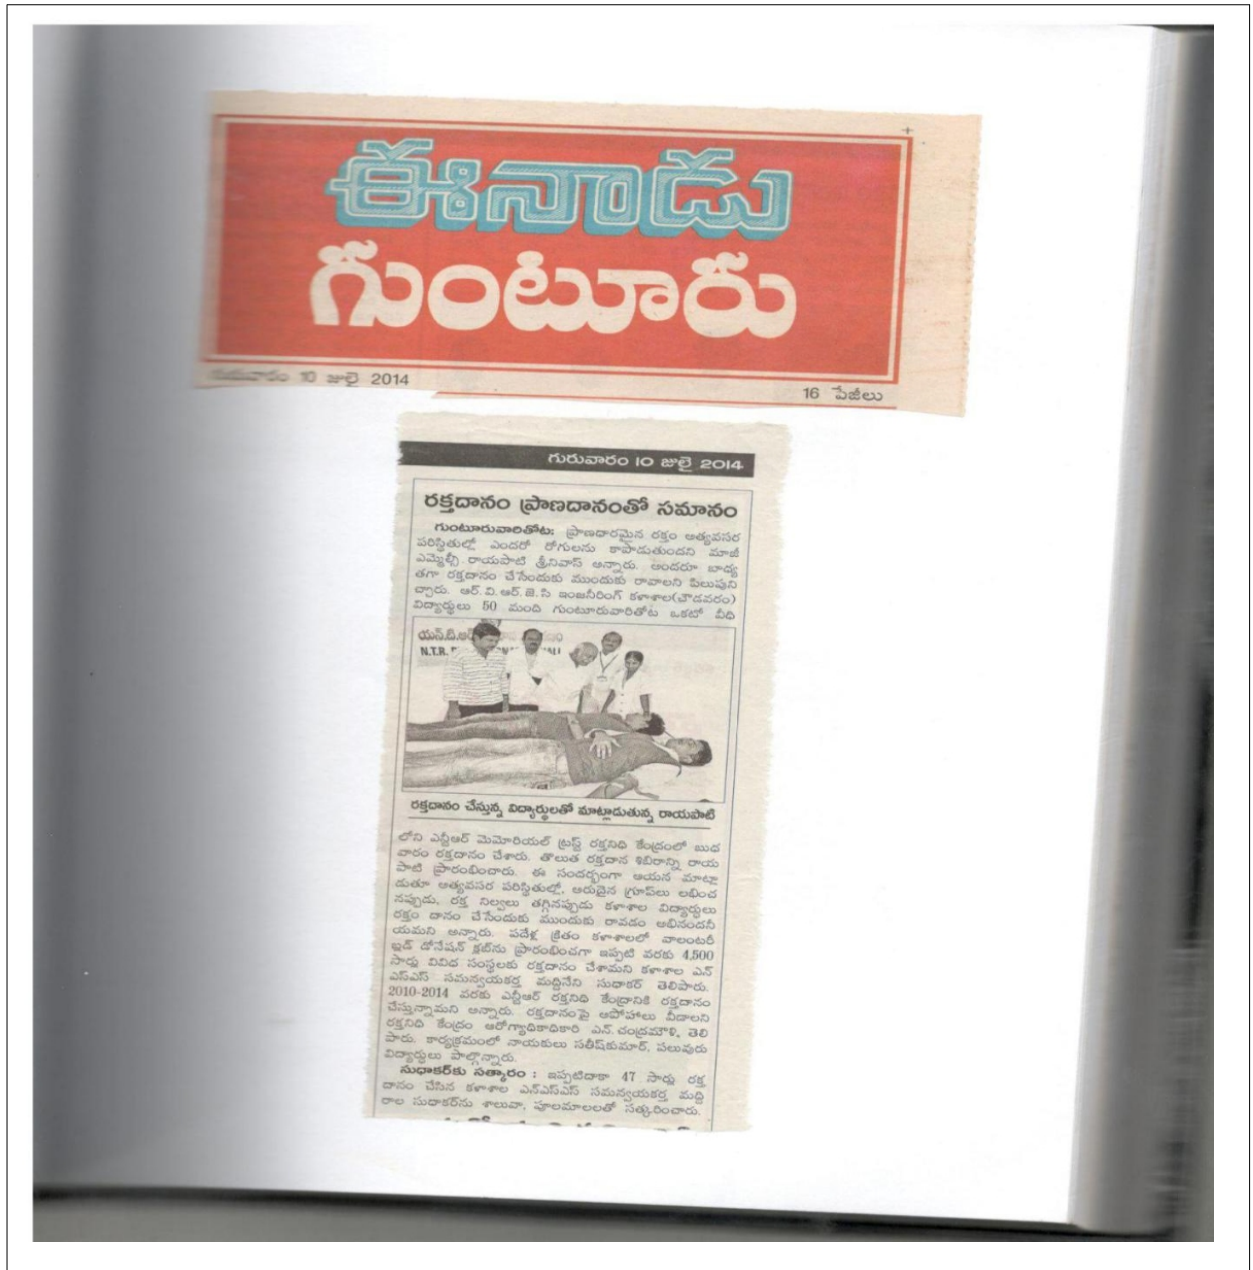 ఈనాడు
గుంటూరు
గురువారం 10 జులై 2014
16 పేజీలు
గురువారం 10 జులై 2014
రక్తదానం ప్రాణదానంతో సమానం
గుంటూరువారితోట: ప్రాణదారమైన రక్తం అత్యవసర
పరిస్థితుల్లో ఎందరో రోగులను కాపాడుతుందని మాజీ
ఎమ్మెల్సీ రాయపాటి శ్రీనివాస్ అన్నారు. అందరూ బాధ్య
తగా రక్తదానం చేసేందుకు ముందుకు రావాలని పిలుపుని
చ్చారు. ఆర్.వి.ఆర్.జె.సి ఇంజనీరింగ్ కళాశాల(చౌడవరం)
విద్యార్థులు 50 మంది గుంటూరువారితోట ఒకటో వీధి
యన్.టి.ఆర్
N.T.R.
రక్తదానం చేస్తున్న విద్యార్థులతో మాట్లాడుతున్న రాయపాటి
లోని ఎన్టీఆర్ మెమోరియల్ ట్రస్ట్ రక్తనిధి కేంద్రంలో బుధ
వారం రక్తదానం చేశారు. తొలుత రక్తదాన శిబిరాన్ని రాయ
పాటి ప్రారంభించారు. ఈ సందర్భంగా ఆయన మాట్లా
డుతూ అత్యవసర పరిస్థితుల్లో, అరుదైన గ్రూప్‌లు లభించ
నప్పుడు, రక్త నిల్వలు తగ్గినప్పుడు కళాశాల విద్యార్థులు
రక్తం దానం చేసేందుకు ముందుకు రావడం అభినందనీ
యమని అన్నారు. పదేళ్ల క్రితం కళాశాలలో వాలంటరీ
బ్లడ్ డోనేషన్ క్లబ్‌ను ప్రారంభించగా ఇప్పటి వరకు 4,500
సార్లు వివిధ సంస్థలకు రక్తదానం చేశామని కళాశాల ఎన్
ఎస్ఎస్ సమన్వయకర్త మద్దినేని సుధాకర్ తెలిపారు.
2010-2014 వరకు ఎన్టీఆర్ రక్తనిధి కేంద్రానికి రక్తదానం
చేస్తున్నామని అన్నారు. రక్తదానంపై అపోహలు వీడాలని
రక్తనిధి కేంద్రం ఆరోగ్యాధికాధికారి ఎన్.చంద్రమౌళి, తెలి
పారు. కార్యక్రమంలో నాయకులు సతీష్‌కుమార్, పలువురు
విద్యార్థులు పాల్గొన్నారు.
సుధాకర్‌కు సత్కారం : ఇప్పటిదాకా 47 సార్లు రక్త
దానం చేసిన కళాశాల ఎన్ఎస్ఎస్ సమన్వయకర్త మద్ది
రాల సుధాకర్‌ను శాలువా, పూలమాలలతో సత్కరించారు.